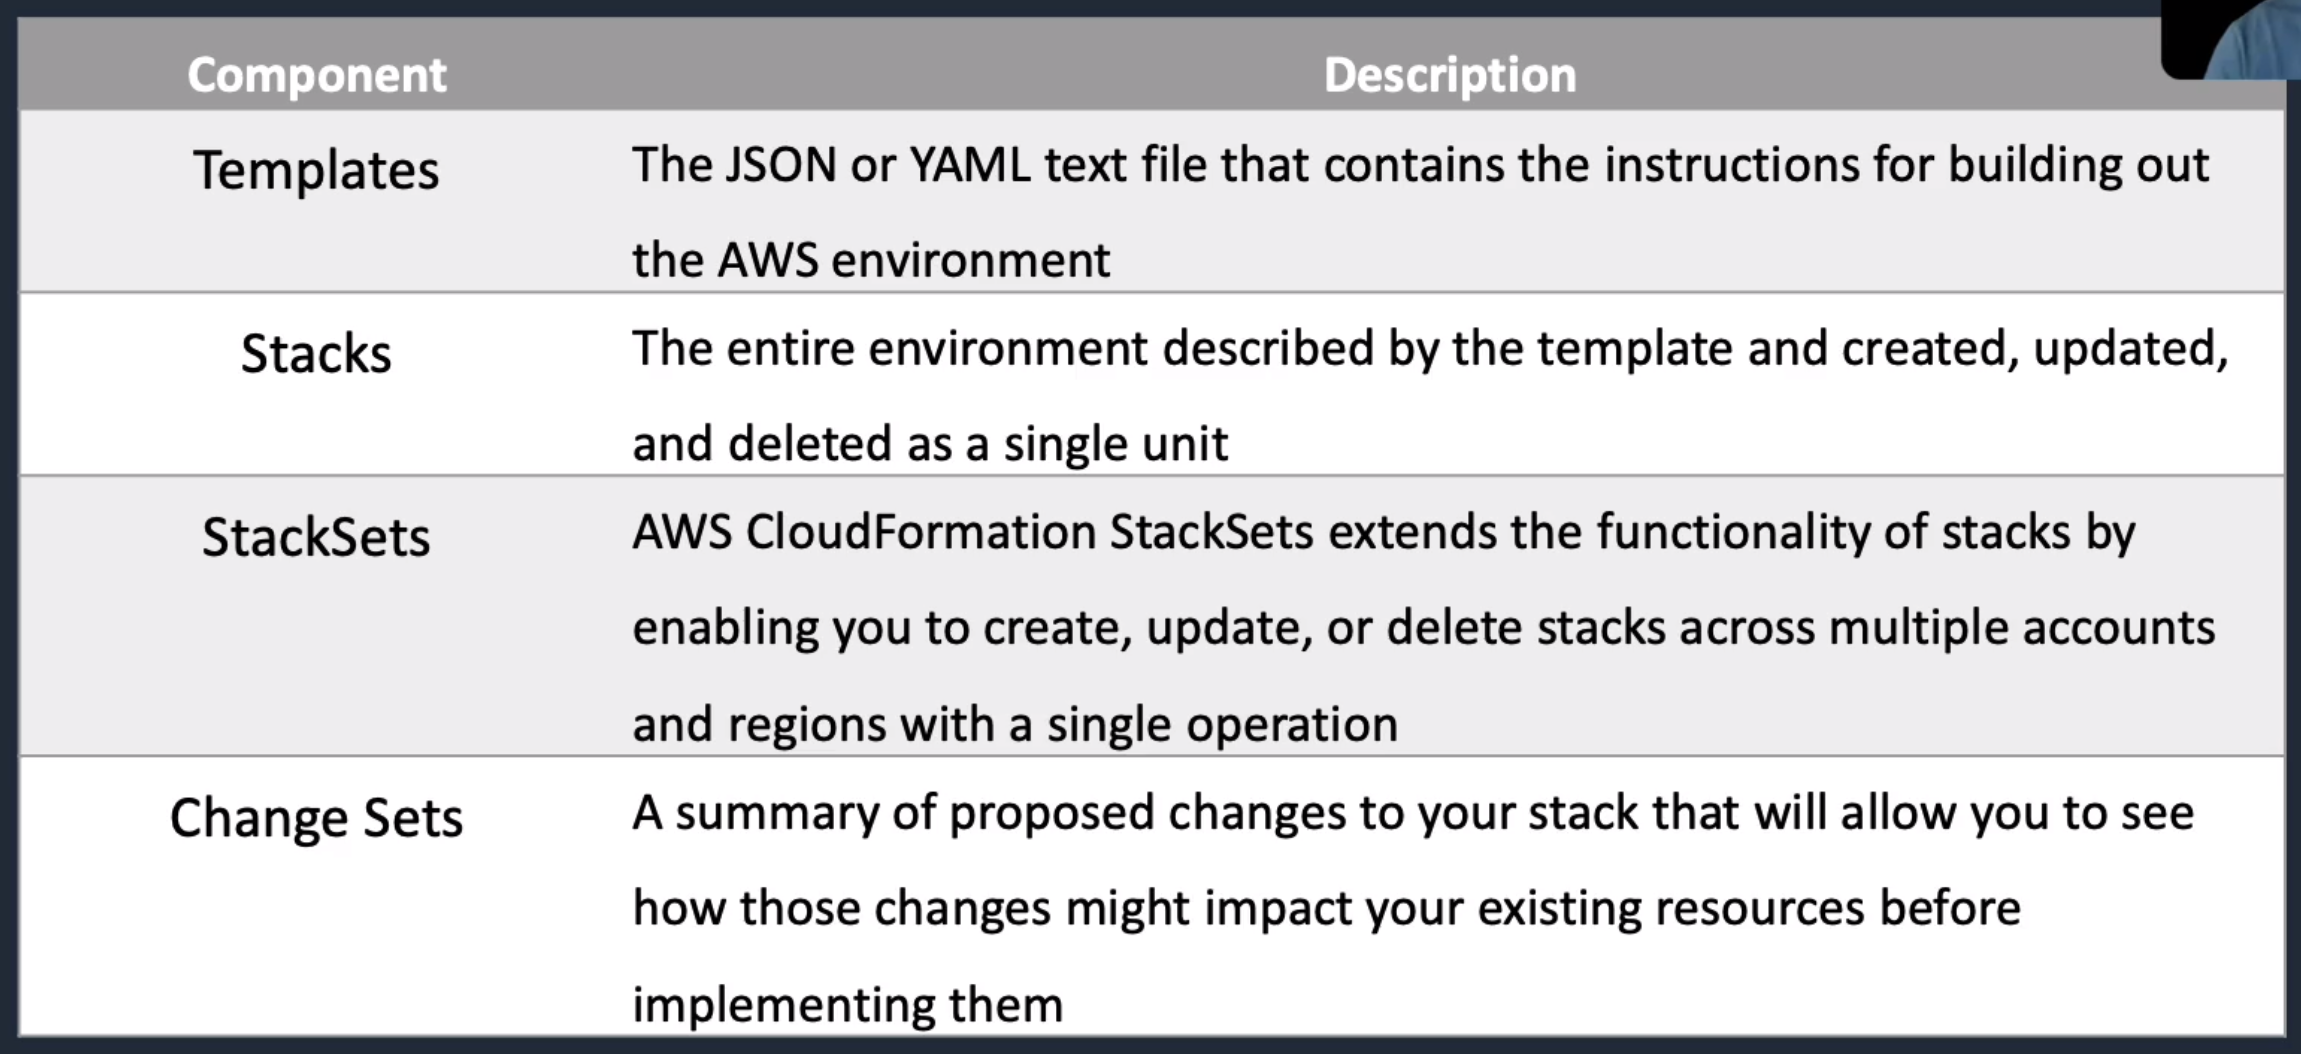 Component Description
Templates The JSON or YAML text file that contains the instructions for building out
the AWS environment
Stacks The entire environment described by the template and created, updated,
and deleted as a single unit
StackSets AWS CloudFormation StackSets extends the functionality of stacks by
enabling you to create, update, or delete stacks across multiple accounts
and regions with a single operation
Change Sets A summary of proposed changes to your stack that will allow you to see
how those changes might impact your existing resources before
implementing them